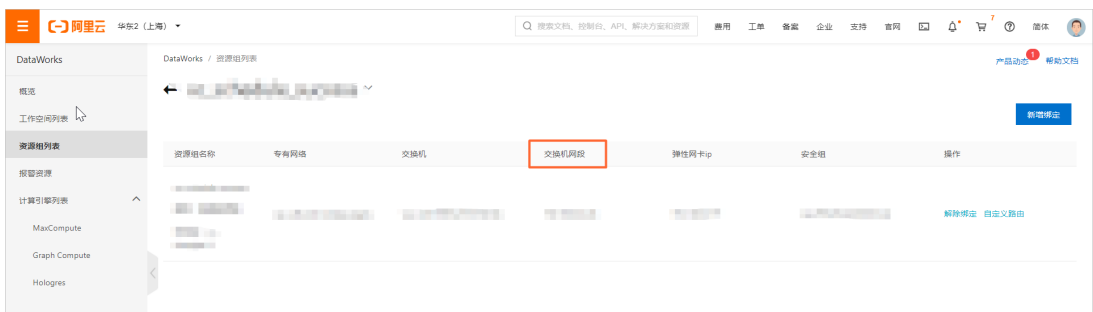 阿里云 华东2（上海） 搜索文档、控制台、API、解决方案和资源 费用 工单 备案 企业 支持 官网 7 简体
DataWorks
概览
工作空间列表
资源组列表
报警资源
计算引擎列表
MaxCompute
Graph Compute
Hologres
DataWorks / 资源组列表 产品动态 1 帮助文档
新增绑定
资源组名称 专有网络 交换机 交换机网段 弹性网卡ip 安全组 操作
解除绑定 自定义路由